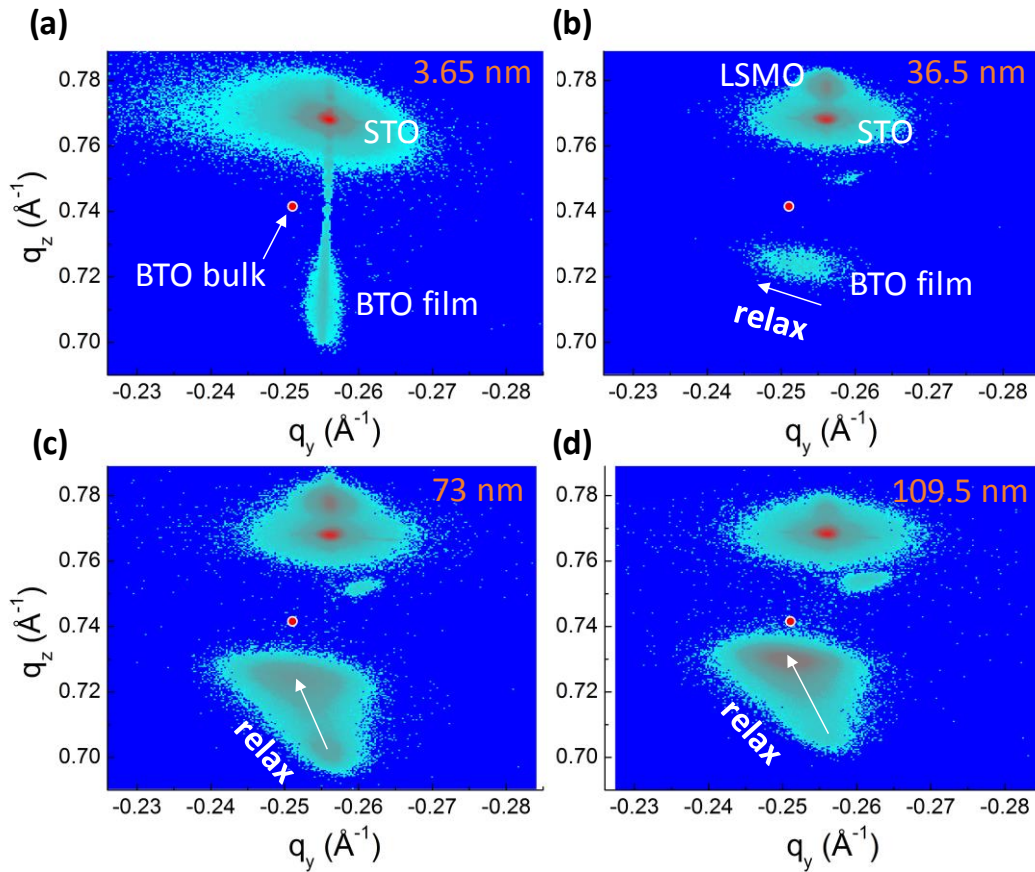 (a)
3.65 nm
STO
BTO bulk
BTO film
0.78
0.76
0.74
0.72
0.70
q_z (Å⁻¹)
-0.23 -0.24 -0.25 -0.26 -0.27 -0.28
q_y (Å⁻¹)
(b)
36.5 nm
LSMO
STO
BTO film
relax
0.78
0.76
0.74
0.72
0.70
-0.23 -0.24 -0.25 -0.26 -0.27 -0.28
q_y (Å⁻¹)
(c)
73 nm
relax
0.78
0.76
0.74
0.72
0.70
q_z (Å⁻¹)
-0.23 -0.24 -0.25 -0.26 -0.27 -0.28
q_y (Å⁻¹)
(d)
109.5 nm
relax
0.78
0.76
0.74
0.72
0.70
-0.23 -0.24 -0.25 -0.26 -0.27 -0.28
q_y (Å⁻¹)